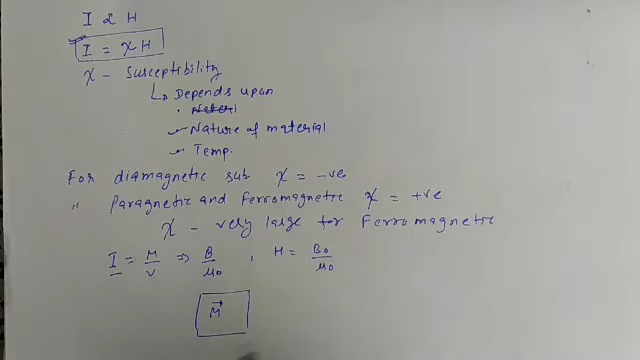 I α H
I = χ H
χ - Susceptibility
↳ Depends upon
· Nateri
- Nature of material
- Temp.
For diamagnetic sub χ = -ve
" Paragnetic and Ferromagnetic χ = +ve
χ - very large for Ferromagnetic
I = M/V ⇒ B/μ₀ , H = B₀/μ₀
M⃗